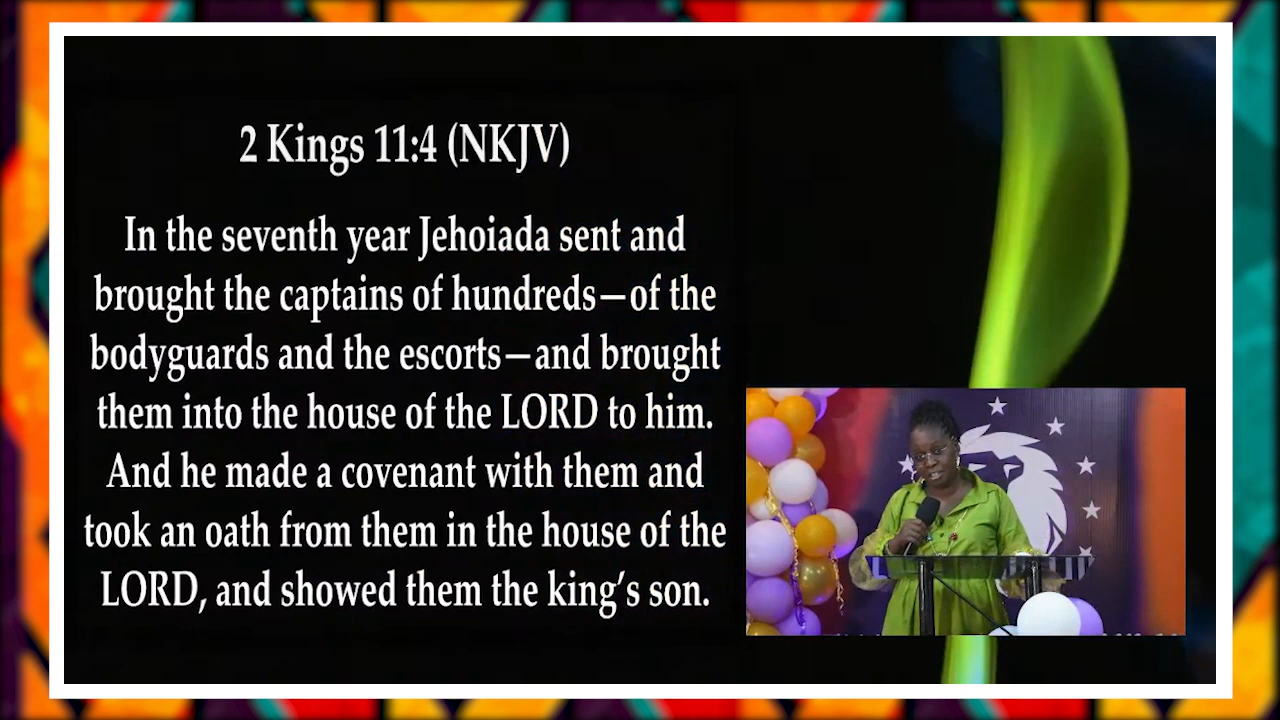 2 Kings 11:4 (NKJV)
In the seventh year Jehoiada sent and
brought the captains of hundreds—of the
bodyguards and the escorts—and brought
them into the house of the LORD to him.
And he made a covenant with them and
took an oath from them in the house of the
LORD, and showed them the king’s son.